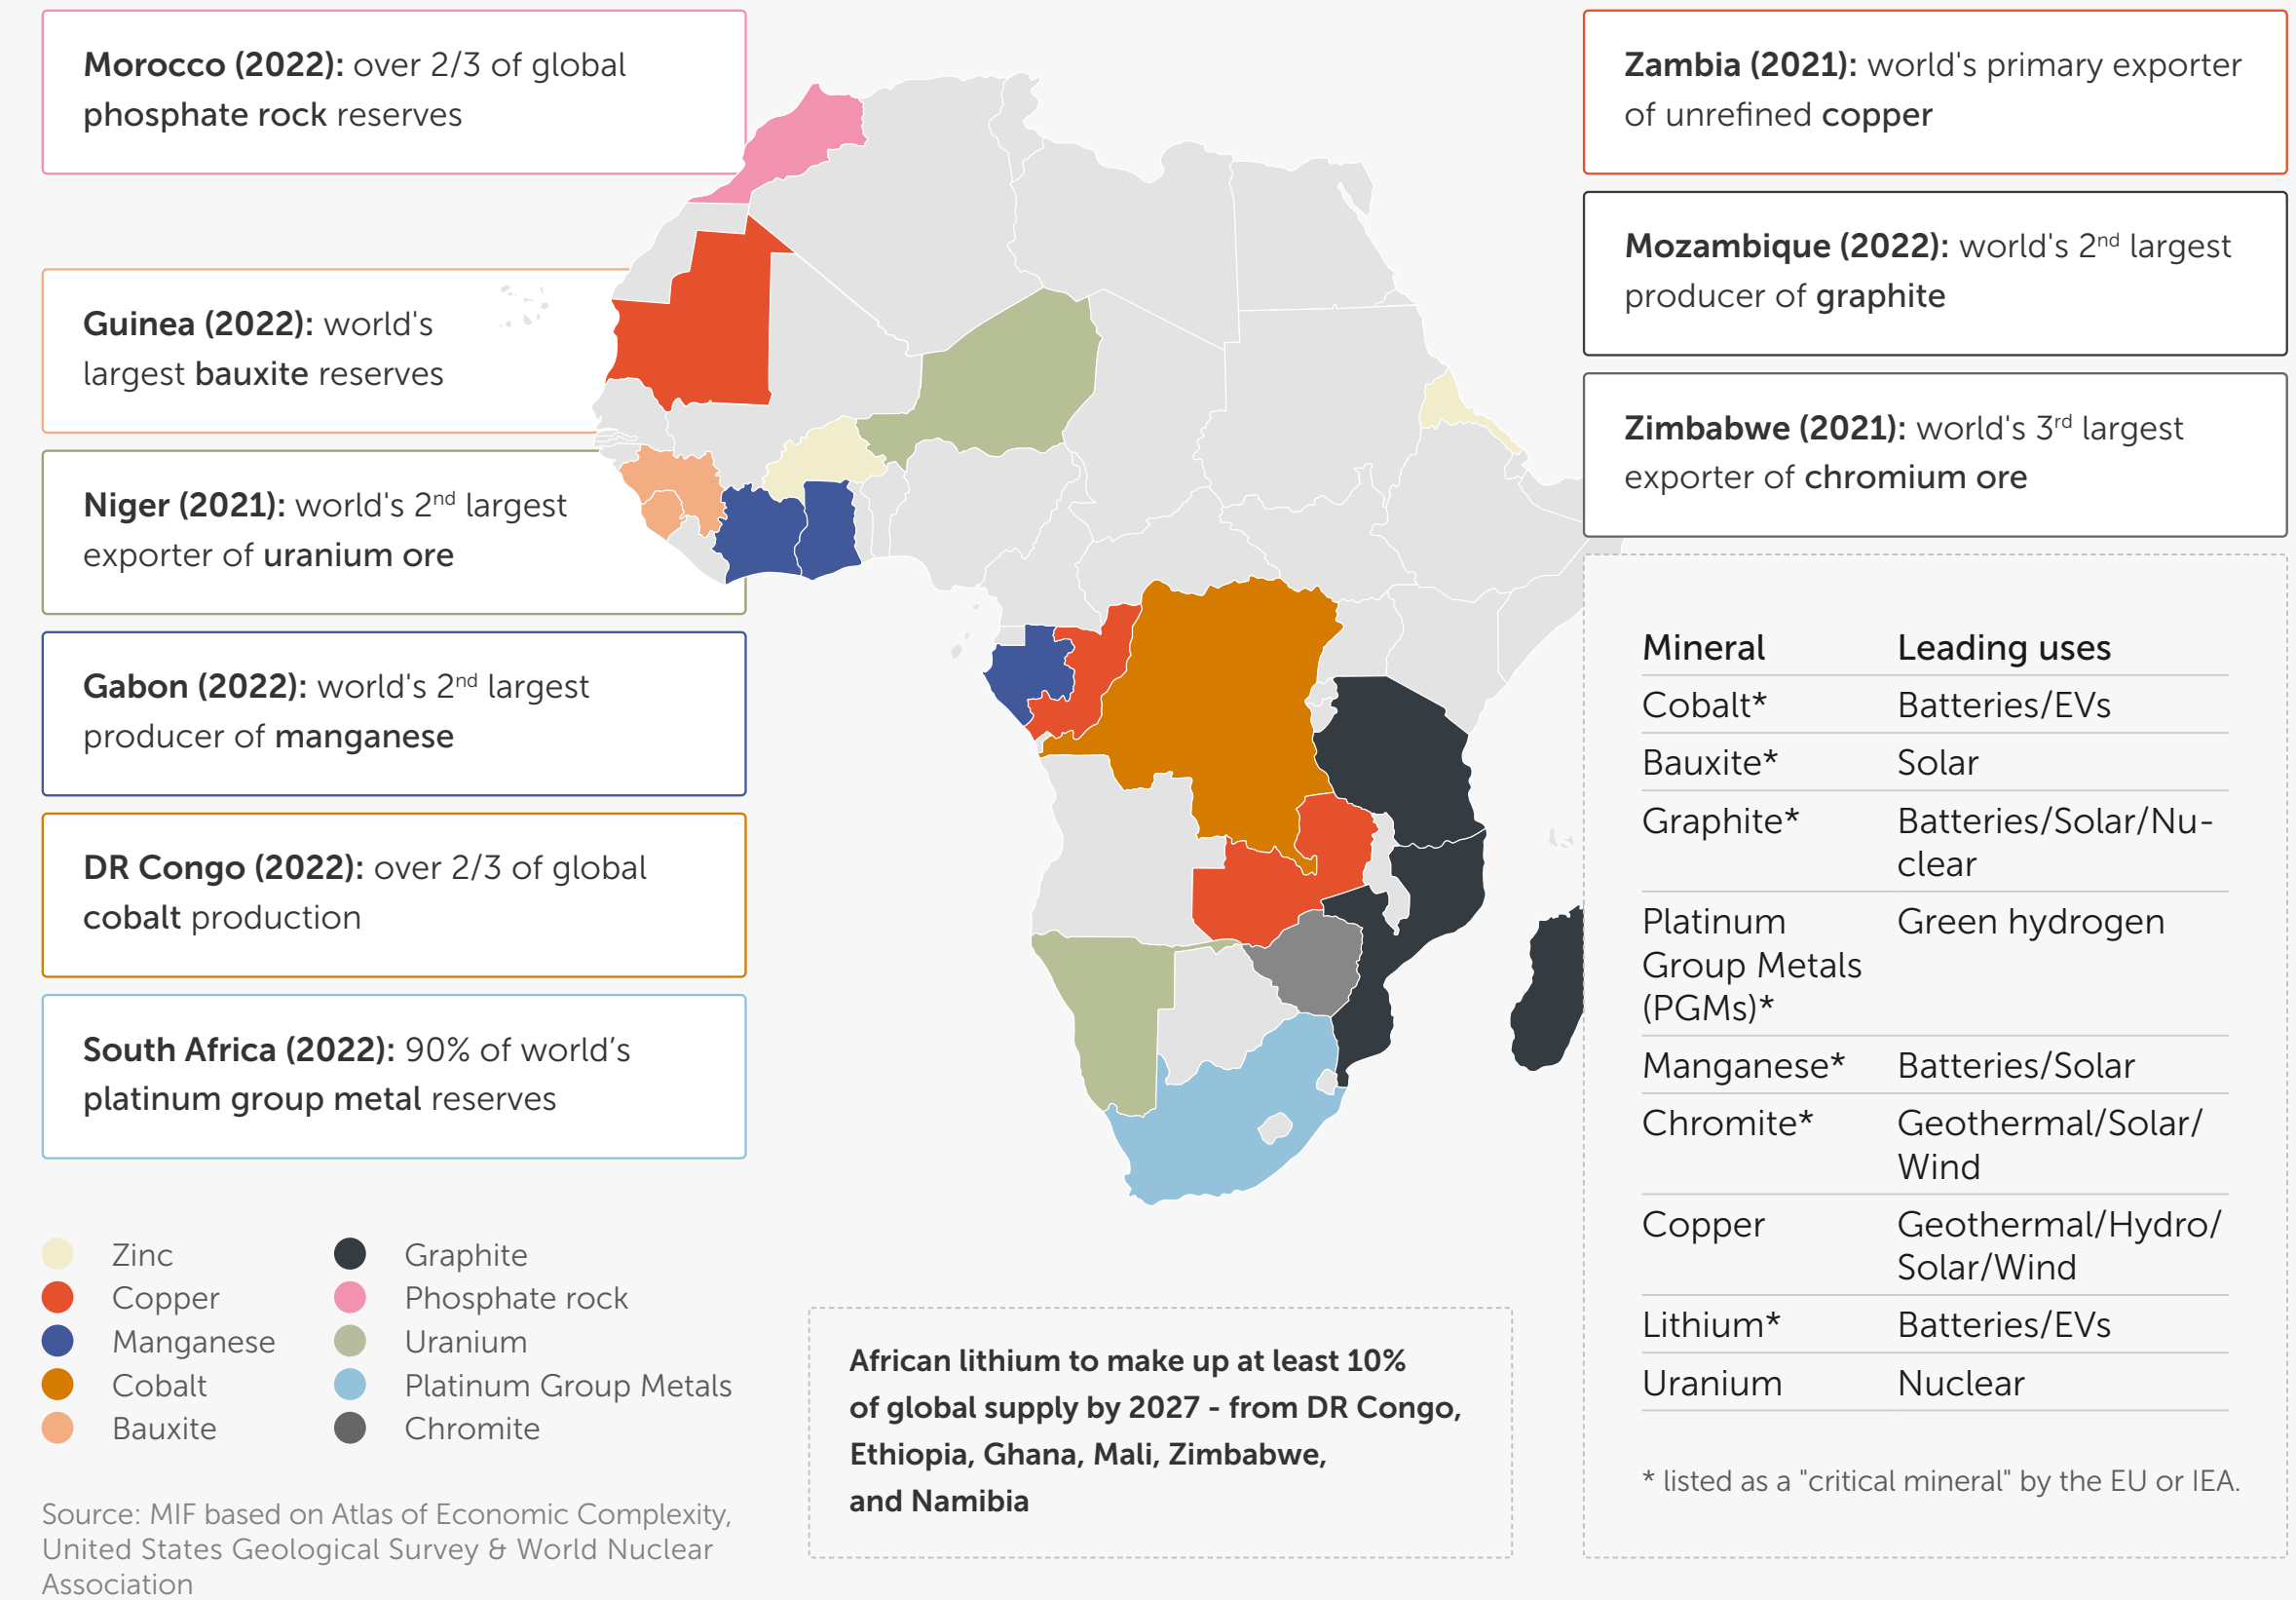 Morocco (2022): over 2/3 of global
phosphate rock reserves
Guinea (2022): world's
largest bauxite reserves
Niger (2021): world's 2nd largest
exporter of uranium ore
Gabon (2022): world's 2nd largest
producer of manganese
DR Congo (2022): over 2/3 of global
cobalt production
South Africa (2022): 90% of world’s
platinum group metal reserves
Zambia (2021): world's primary exporter
of unrefined copper
Mozambique (2022): world's 2nd largest
producer of graphite
Zimbabwe (2021): world's 3rd largest
exporter of chromium ore
Mineral Leading uses
Cobalt* Batteries/EVs
Bauxite* Solar
Graphite* Batteries/Solar/Nu-
clear
Platinum Green hydrogen
Group Metals
(PGMs)*
Manganese* Batteries/Solar
Chromite* Geothermal/Solar/
Wind
Copper Geothermal/Hydro/
Solar/Wind
Lithium* Batteries/EVs
Uranium Nuclear
* listed as a "critical mineral" by the EU or IEA.
Zinc
Copper
Manganese
Cobalt
Bauxite
Graphite
Phosphate rock
Uranium
Platinum Group Metals
Chromite
African lithium to make up at least 10%
of global supply by 2027 - from DR Congo,
Ethiopia, Ghana, Mali, Zimbabwe,
and Namibia
Source: MIF based on Atlas of Economic Complexity,
United States Geological Survey & World Nuclear
Association